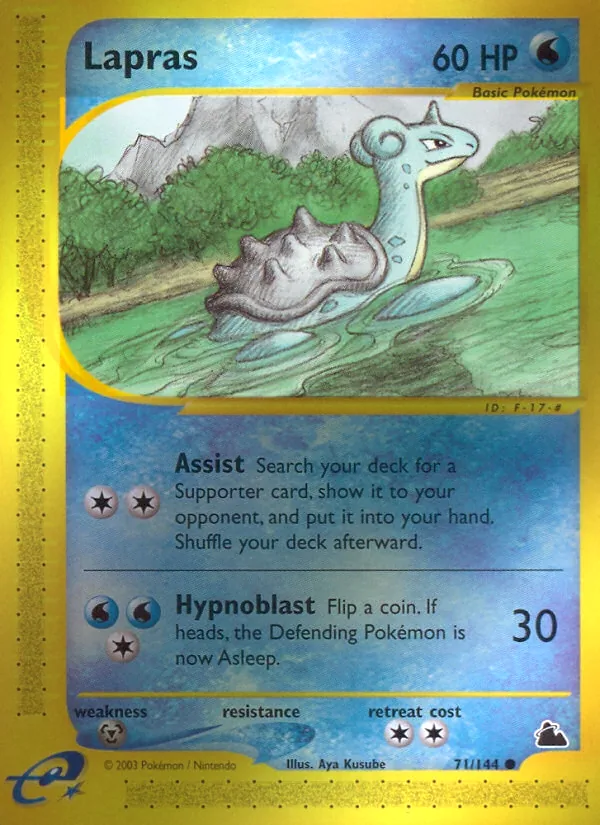 Lapras 60 HP
Basic Pokémon
ID: F-17-#
Assist Search your deck for a
Supporter card, show it to your
opponent, and put it into your hand.
Shuffle your deck afterward.
Hypnoblast Flip a coin. If
heads, the Defending Pokémon is
now Asleep.
30
weakness resistance retreat cost
© 2003 Pokémon / Nintendo Illus. Aya Kusube 71/144
e